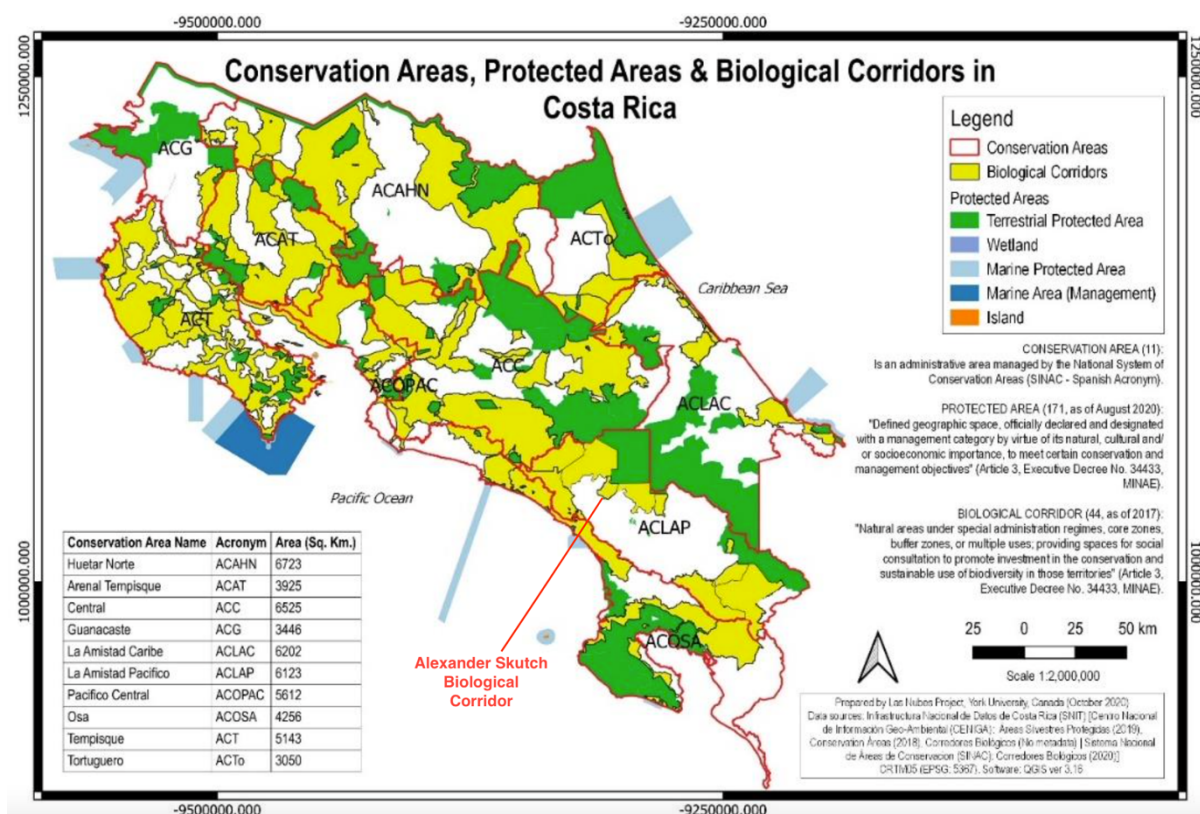 -9500000.000
-9250000.000
Conservation Areas, Protected Areas & Biological Corridors in
Costa Rica
1250000.000
1250000.000
Legend
Conservation Areas
Biological Corridors
Protected Areas
Terrestrial Protected Area
Wetland
Marine Protected Area
Marine Area (Management)
Island
ACG
ACAHN
ACAT
ACTo
Caribbean Sea
ACT
ACC
ACOPAC
ACLAC
CONSERVATION AREA (11):
Is an administrative area managed by the National System of
Conservation Areas (SINAC - Spanish Acronym).
PROTECTED AREA (171, as of August 2020):
"Defined geographic space, officially declared and designated
with a management category by virtue of its natural, cultural and/
or socioeconomic importance, to meet certain conservation and
management objectives" (Article 3, Executive Decree No. 34433,
MINAE).
Pacific Ocean
ACLAP
BIOLOGICAL CORRIDOR (44, as of 2017):
"Natural areas under special administration regimes, core zones,
buffer zones, or multiple uses; providing spaces for social
consultation to promote investment in the conservation and
sustainable use of biodiversity in those territories" (Article 3,
Executive Decree No. 34433, MINAE).
1000000.000
1000000.000
Conservation Area Name Acronym Area (Sq. Km.)
Huetar Norte ACAHN 6723
Arenal Tempisque ACAT 3925
Central ACC 6525
Guanacaste ACG 3446
La Amistad Caribe ACLAC 6202
La Amistad Pacifico ACLAP 6123
Pacifico Central ACOPAC 5612
Osa ACOSA 4256
Tempisque ACT 5143
Tortuguero ACTo 3050
ACOSA
Alexander Skutch
Biological
Corridor
25 0 25 50 km
Scale 1:2,000,000
Prepared by Las Nubes Project, York University, Canada (October 2020)
Data sources: Infrastructura Nacional de Datos de Costa Rica (SNIT) [Centro Nacional
de Información Geo-Ambiental (CENIGA): Áreas Silvestres Protegidas (2019),
Conservation Áreas (2018), Corredores Biológicos (No metadata) | Sistema Nacional
de Áreas de Conservacion (SINAC): Corredores Bológicos (2020)]
CRTM05 (EPSG: 5367). Software: QGIS ver 3.16
-9500000.000
-9250000.000